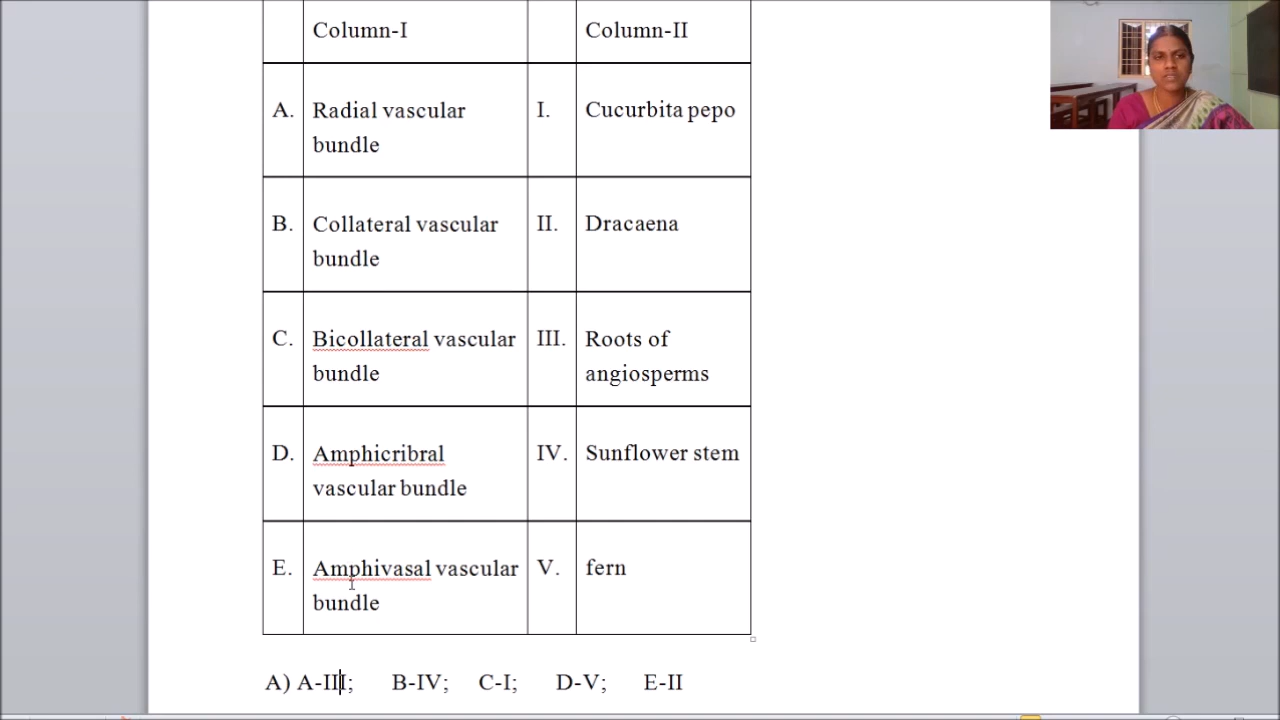 Column-I Column-II
A. Radial vascular bundle I. Cucurbita pepo
B. Collateral vascular bundle II. Dracaena
C. Bicollateral vascular bundle III. Roots of angiosperms
D. Amphicribral vascular bundle IV. Sunflower stem
E. Amphivasal vascular bundle V. fern
A) A-III; B-IV; C-I; D-V; E-II